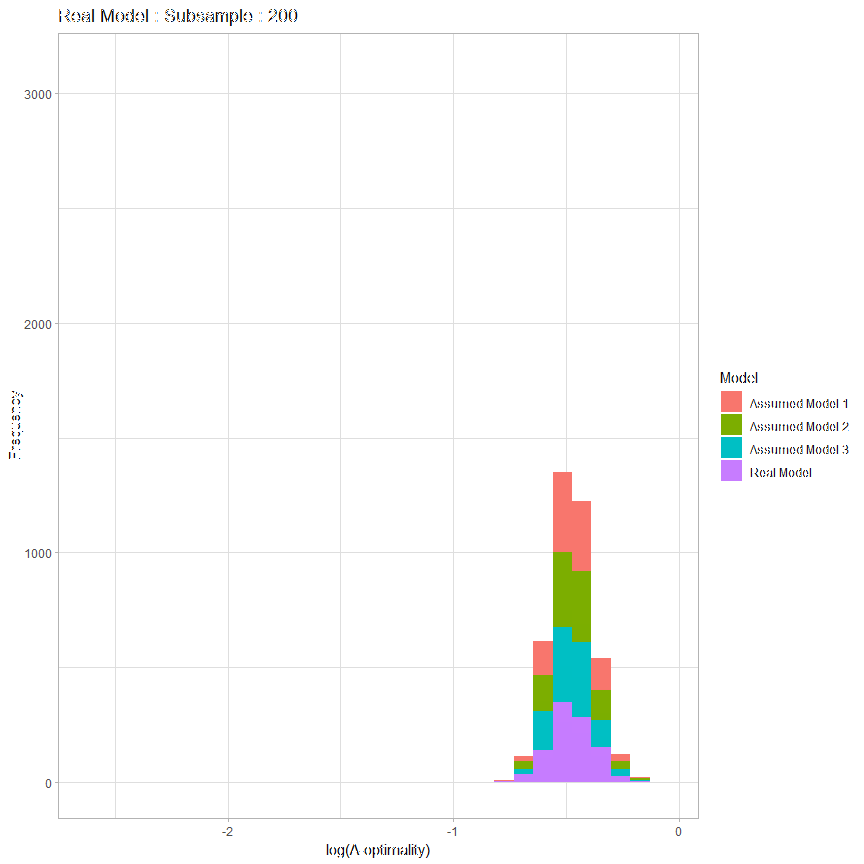 Real Model : Subsample : 200
3000
2000
1000
0
Frequency
-2
-1
0
log(A-optimality)
Model
Assumed Model 1
Assumed Model 2
Assumed Model 3
Real Model